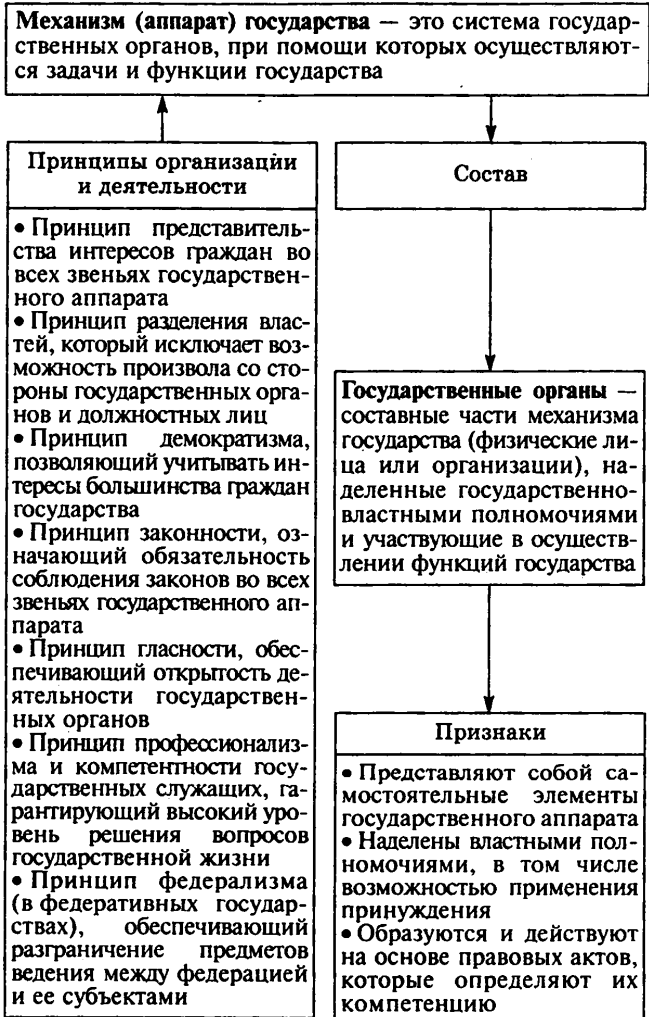 Механизм (аппарат) государства — это система государ-
ственных органов, при помощи которых осуществляют-
ся задачи и функции государства
Принципы организации
и деятельности
• Принцип представитель-
ства интересов граждан во
всех звеньях государствен-
ного аппарата
• Принцип разделения влас-
тей, который исключает воз-
можность произвола со сто-
роны государственных орга-
нов и должностных лиц
• Принцип демократизма,
позволяющий учитывать ин-
тересы большинства граждан
государства
• Принцип законности, оз-
начающий обязательность
соблюдения законов во всех
звеньях государственного ап-
парата
• Принцип гласности, обес-
печивающий открытость де-
ятельности государствен-
ных органов
• Принцип профессионализ-
ма и компетентности госу-
дарственных служащих, га-
рантирующий высокий уро-
вень решения вопросов
государственной жизни
• Принцип федерализма
(в федеративных государ-
ствах), обеспечивающий
разграничение предметов
ведения между федерацией
и ее субъектами
Состав
Государственные органы —
составные части механизма
государства (физические ли-
ца или организации), на-
деленные государственно-
властными полномочиями
и участвующие в осуществ-
лении функций государства
Признаки
• Представляют собой са-
мостоятельные элементы
государственного аппарата
• Наделены властными пол-
номочиями, в том числе
возможностью применения
принуждения
• Образуются и действуют
на основе правовых актов,
которые определяют их
компетенцию